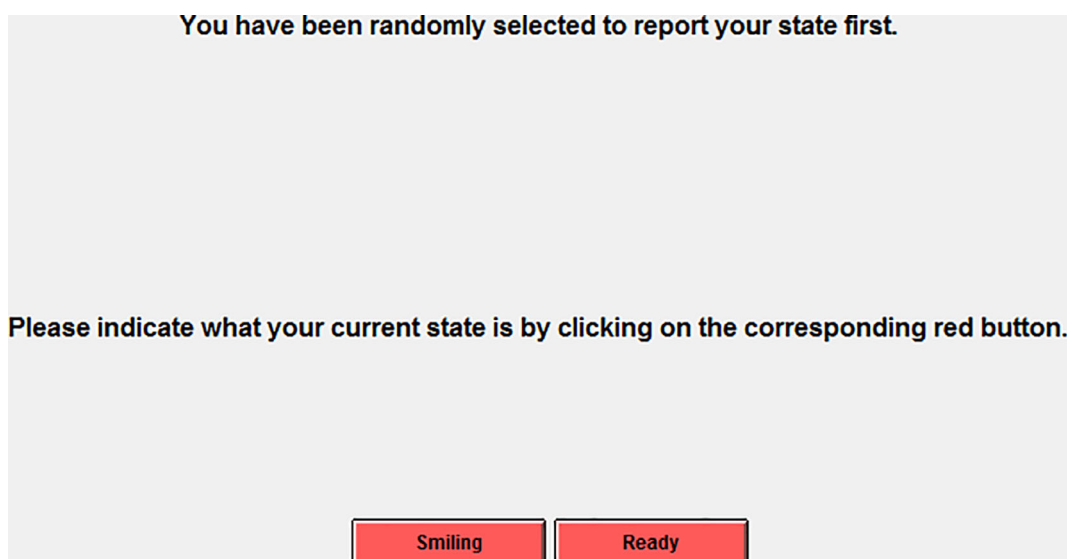 You have been randomly selected to report your state first.
Please indicate what your current state is by clicking on the corresponding red button.
Smiling
Ready